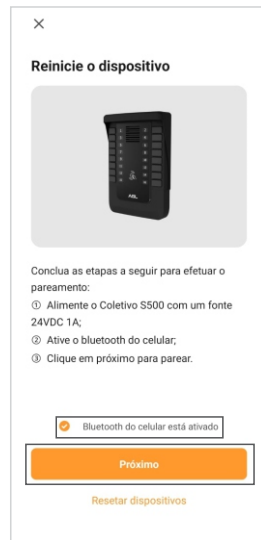 Reinicie o dispositivo
AGL
Conclua as etapas a seguir para efetuar o
pareamento:
① Alimente o Coletivo S500 com um fonte
24VDC 1A;
② Ative o bluetooth do celular;
③ Clique em próximo para parear.
Bluetooth do celular está ativado
Próximo
Resetar dispositivos